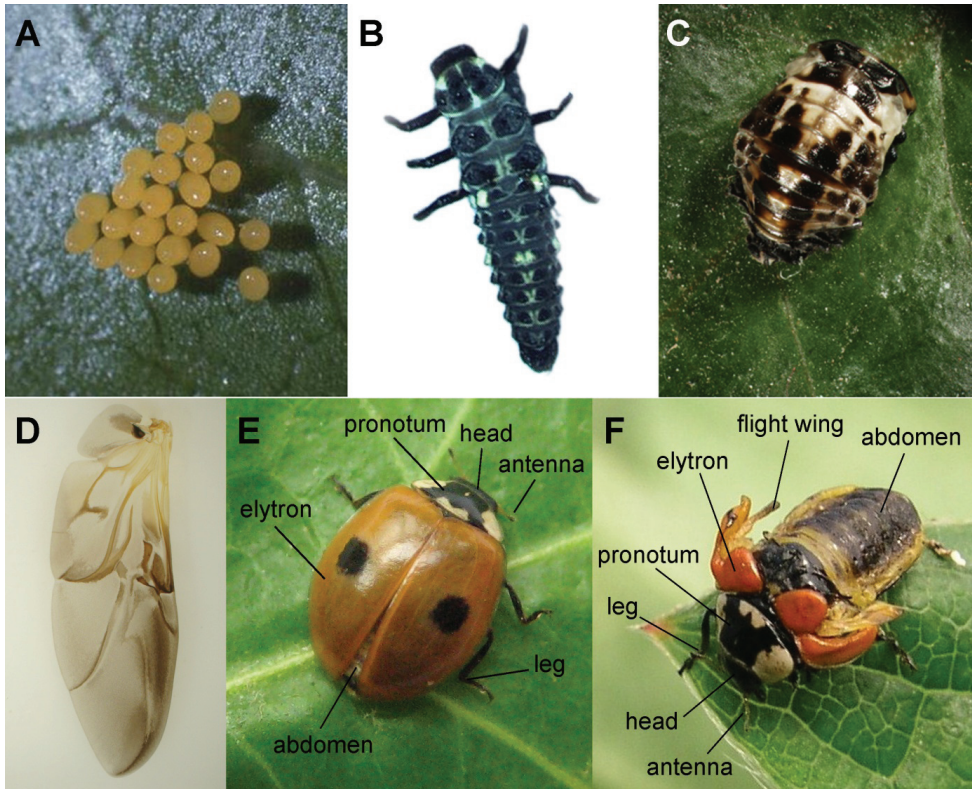 A
B
C
D
E
pronotum
head
antenna
elytron
leg
abdomen
F
flight wing
abdomen
elytron
pronotum
leg
head
antenna